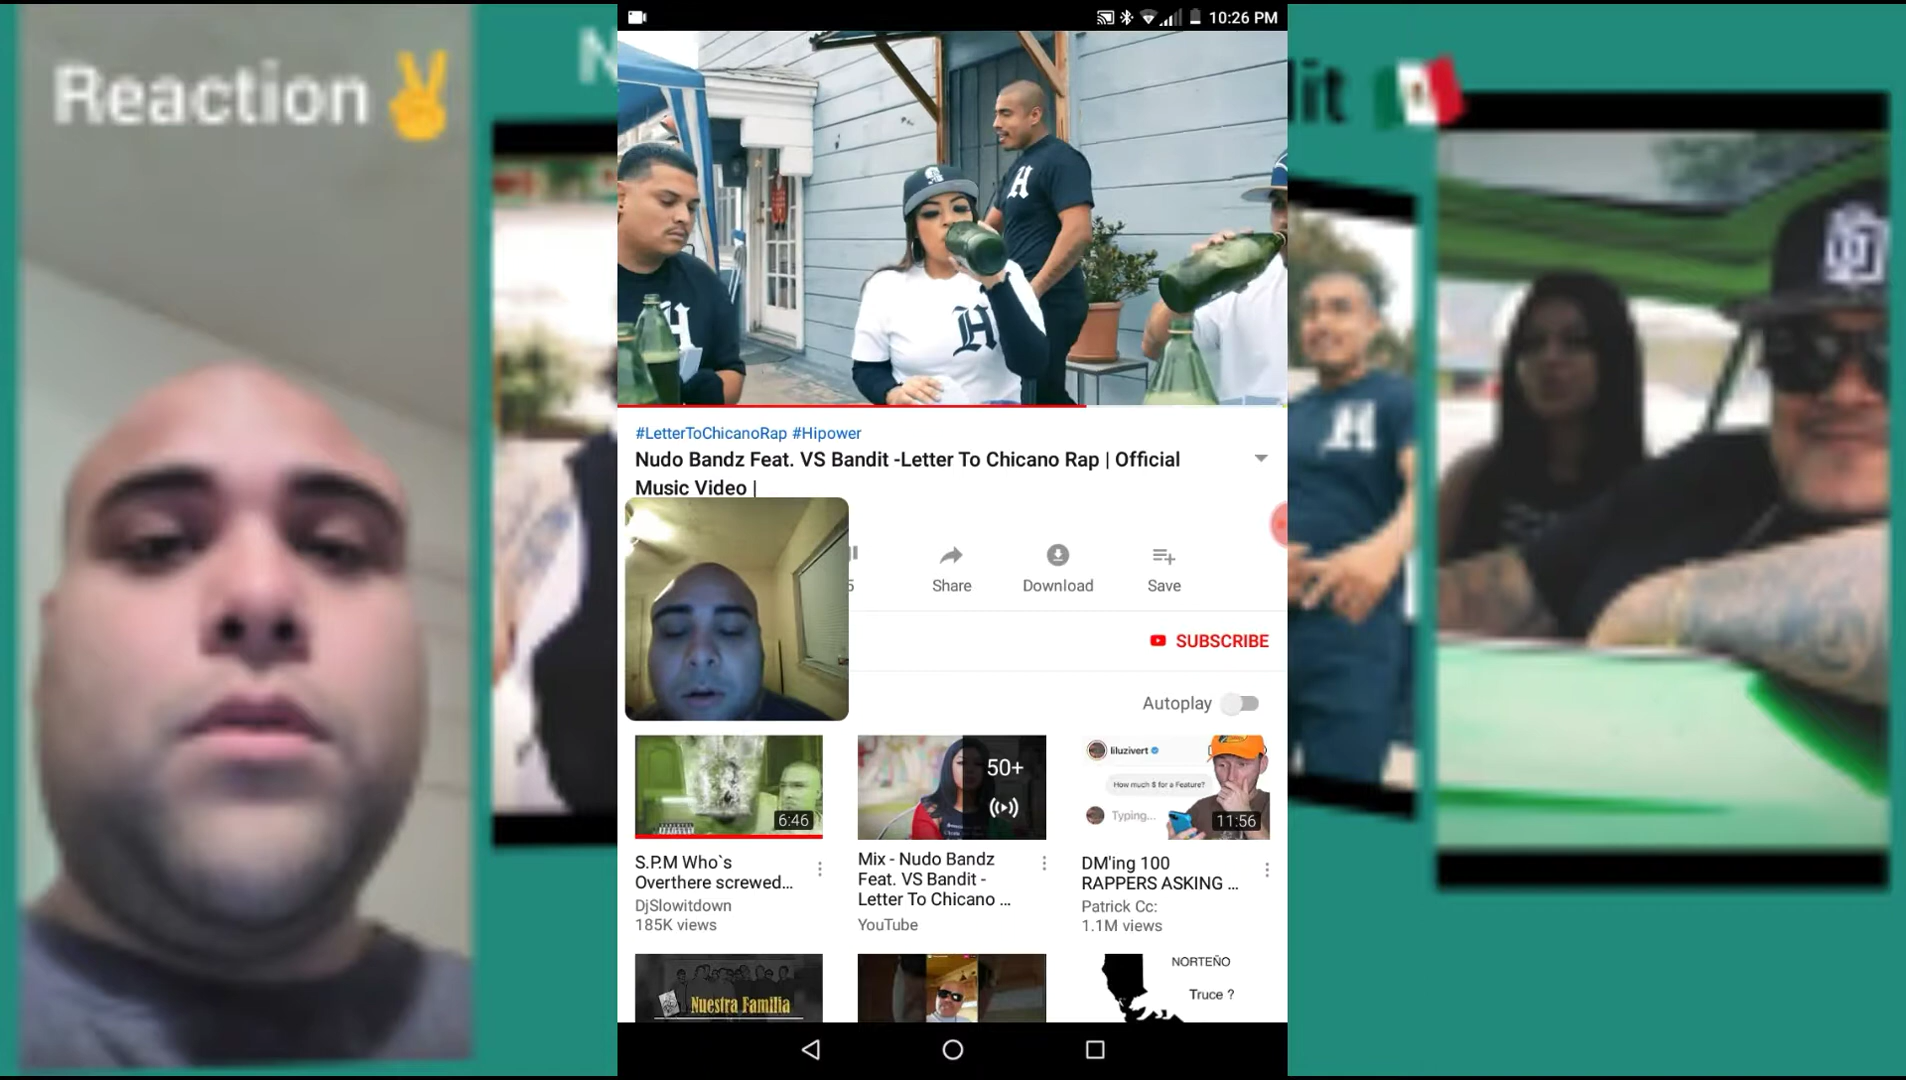 Reaction✌
N
it 🇲🇽
10:26 PM
H
H
H
H
#LetterToChicanoRap #Hipower
Nudo Bandz Feat. VS Bandit -Letter To Chicano Rap | Official
Music Video |
5
Share
Download
Save
SUBSCRIBE
Autoplay
6:46
50+
liluzivert
How much $ for a Feature?
Typing...
11:56
S.P.M Who`s
Overthere screwed...
DjSlowitdown
185K views
Mix - Nudo Bandz
Feat. VS Bandit -
Letter To Chicano ...
YouTube
DM'ing 100
RAPPERS ASKING ...
Patrick Cc:
1.1M views
Nuestra Familia
NORTEÑO
Truce ?